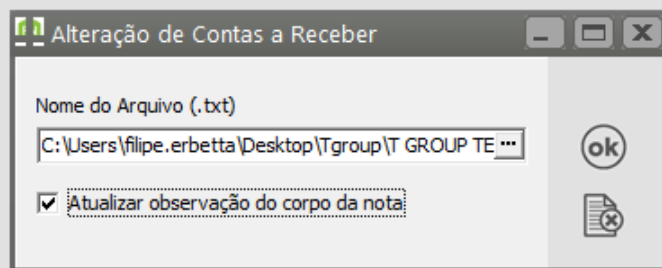 Alteração de Contas a Receber
Nome do Arquivo (.txt)
C:\Users\filipe.erbetta\Desktop\Tgroup\T GROUP TE ...
ok
Atualizar observação do corpo da nota